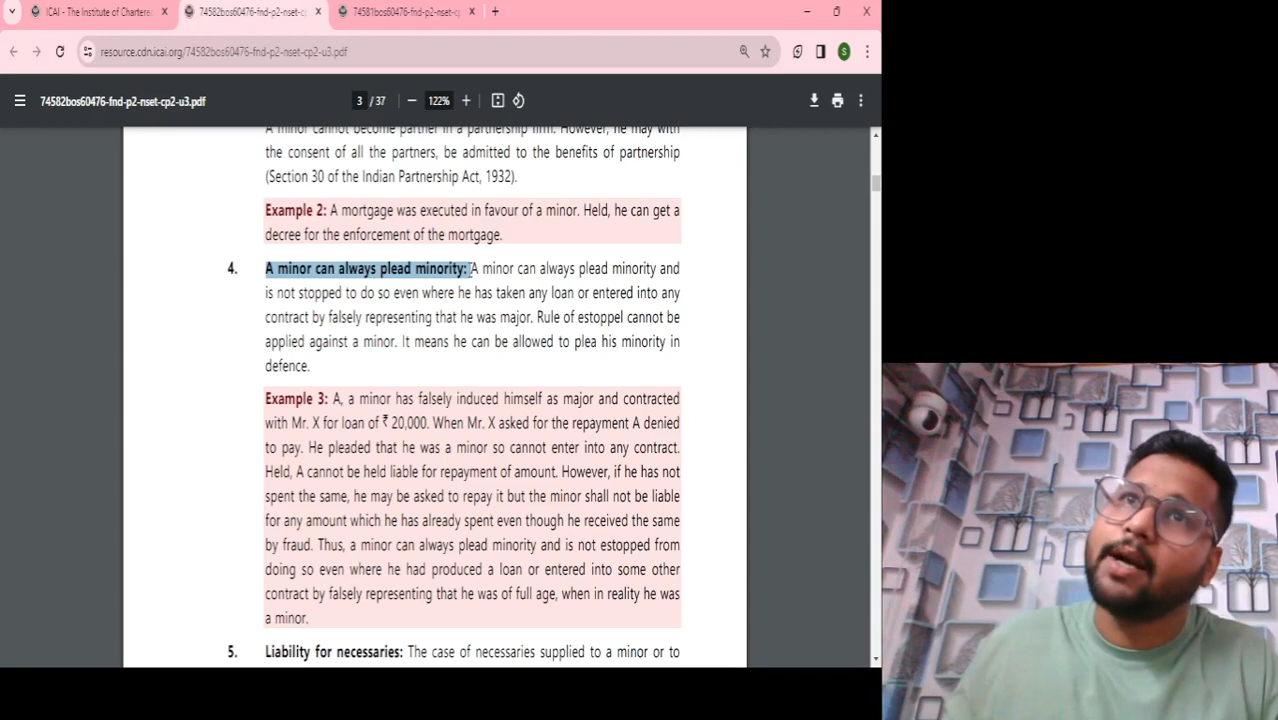 ICAI - The Institute of Chartere
74582bos60476-fnd-p2-nset-cp2-u
74581bos60476-fnd-p2-nset-cp
resource.cdn.icai.org/74582bos60476-fnd-p2-nset-cp2-u3.pdf
S
74582bos60476-fnd-p2-nset-cp2-u3.pdf
3 / 37
122%
A minor cannot become partner in a partnership firm. However, he may with
the consent of all the partners, be admitted to the benefits of partnership
(Section 30 of the Indian Partnership Act, 1932).
Example 2: A mortgage was executed in favour of a minor. Held, he can get a
decree for the enforcement of the mortgage.
4. A minor can always plead minority: A minor can always plead minority and
is not stopped to do so even where he has taken any loan or entered into any
contract by falsely representing that he was major. Rule of estoppel cannot be
applied against a minor. It means he can be allowed to plea his minority in
defence.
Example 3: A, a minor has falsely induced himself as major and contracted
with Mr. X for loan of ₹ 20,000. When Mr. X asked for the repayment A denied
to pay. He pleaded that he was a minor so cannot enter into any contract.
Held, A cannot be held liable for repayment of amount. However, if he has not
spent the same, he may be asked to repay it but the minor shall not be liable
for any amount which he has already spent even though he received the same
by fraud. Thus, a minor can always plead minority and is not estopped from
doing so even where he had produced a loan or entered into some other
contract by falsely representing that he was of full age, when in reality he was
a minor.
5. Liability for necessaries: The case of necessaries supplied to a minor or to